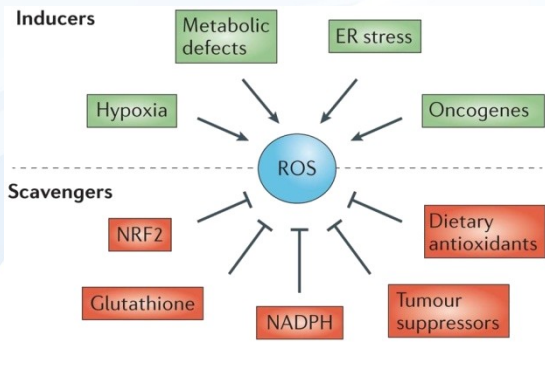 Inducers
Metabolic
defects
ER stress
Hypoxia
Oncogenes
ROS
Scavengers
NRF2
Dietary
antioxidants
Glutathione
NADPH
Tumour
suppressors